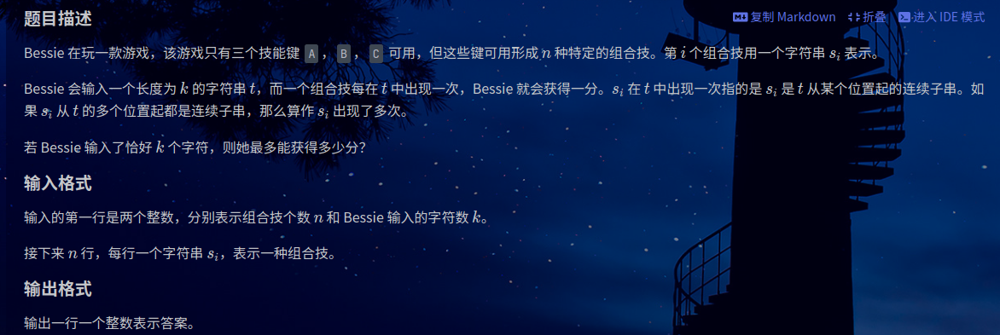 题目描述
复制 Markdown 折叠 进入 IDE 模式
Bessie 在玩一款游戏，该游戏只有三个技能键 A，B，C 可用，但这些键可用形成 n 种特定的组合技。第 i 个组合技用一个字符串 sᵢ 表示。
Bessie 会输入一个长度为 k 的字符串 t，而一个组合技每在 t 中出现一次，Bessie 就会获得一分。sᵢ 在 t 中出现一次指的是 sᵢ 是 t 从某个位置起的连续子串。如
果 sᵢ 从 t 的多个位置起都是连续子串，那么算作 sᵢ 出现了多次。
若 Bessie 输入了恰好 k 个字符，则她最多能获得多少分？
输入格式
输入的第一行是两个整数，分别表示组合技个数 n 和 Bessie 输入的字符数 k。
接下来 n 行，每行一个字符串 sᵢ，表示一种组合技。
输出格式
输出一行一个整数表示答案。